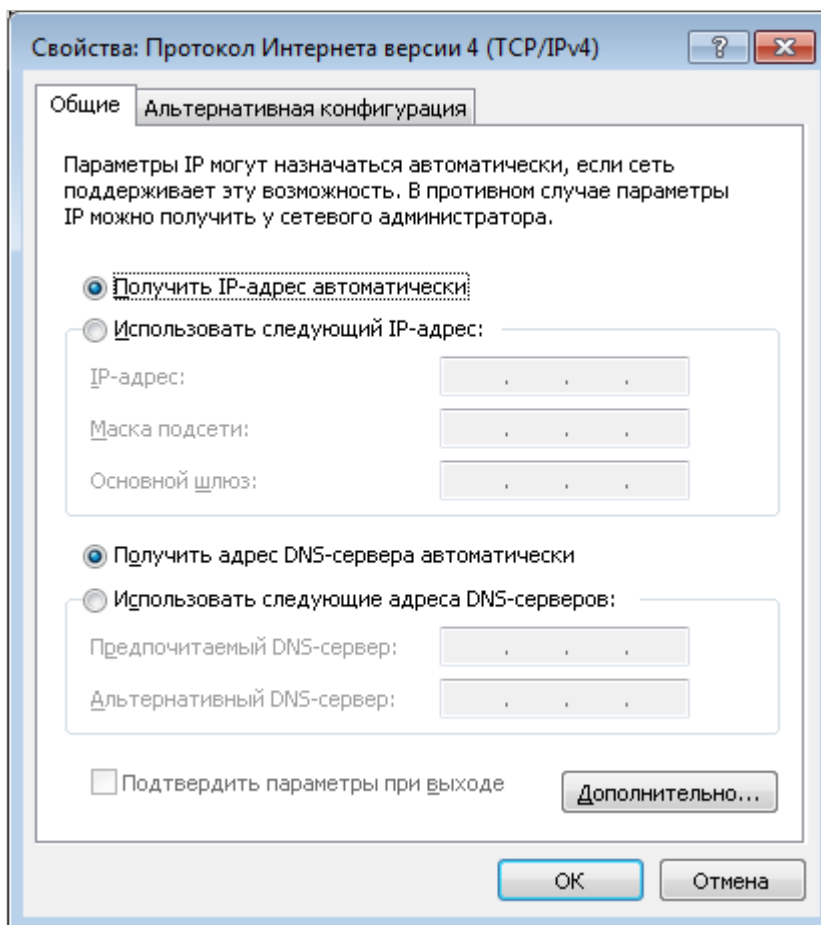 Свойства: Протокол Интернета версии 4 (TCP/IPv4)
Общие
Альтернативная конфигурация
Параметры IP могут назначаться автоматически, если сеть
поддерживает эту возможность. В противном случае параметры
IP можно получить у сетевого администратора.
Получить IP-адрес автоматически
Использовать следующий IP-адрес:
IP-адрес:
Маска подсети:
Основной шлюз:
Получить адрес DNS-сервера автоматически
Использовать следующие адреса DNS-серверов:
Предпочитаемый DNS-сервер:
Альтернативный DNS-сервер:
Подтвердить параметры при выходе
Дополнительно...
ОК
Отмена